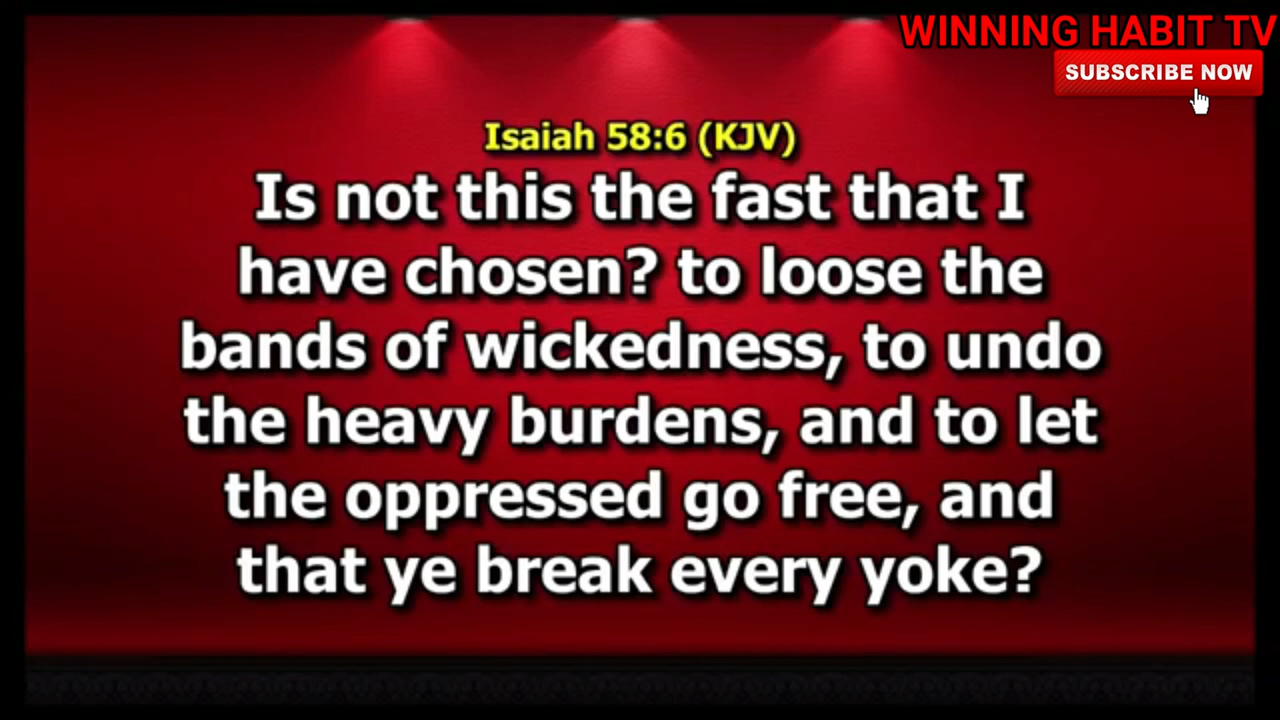 WINNING HABIT TV
SUBSCRIBE NOW
Isaiah 58:6 (KJV)
Is not this the fast that I
have chosen? to loose the
bands of wickedness, to undo
the heavy burdens, and to let
the oppressed go free, and
that ye break every yoke?